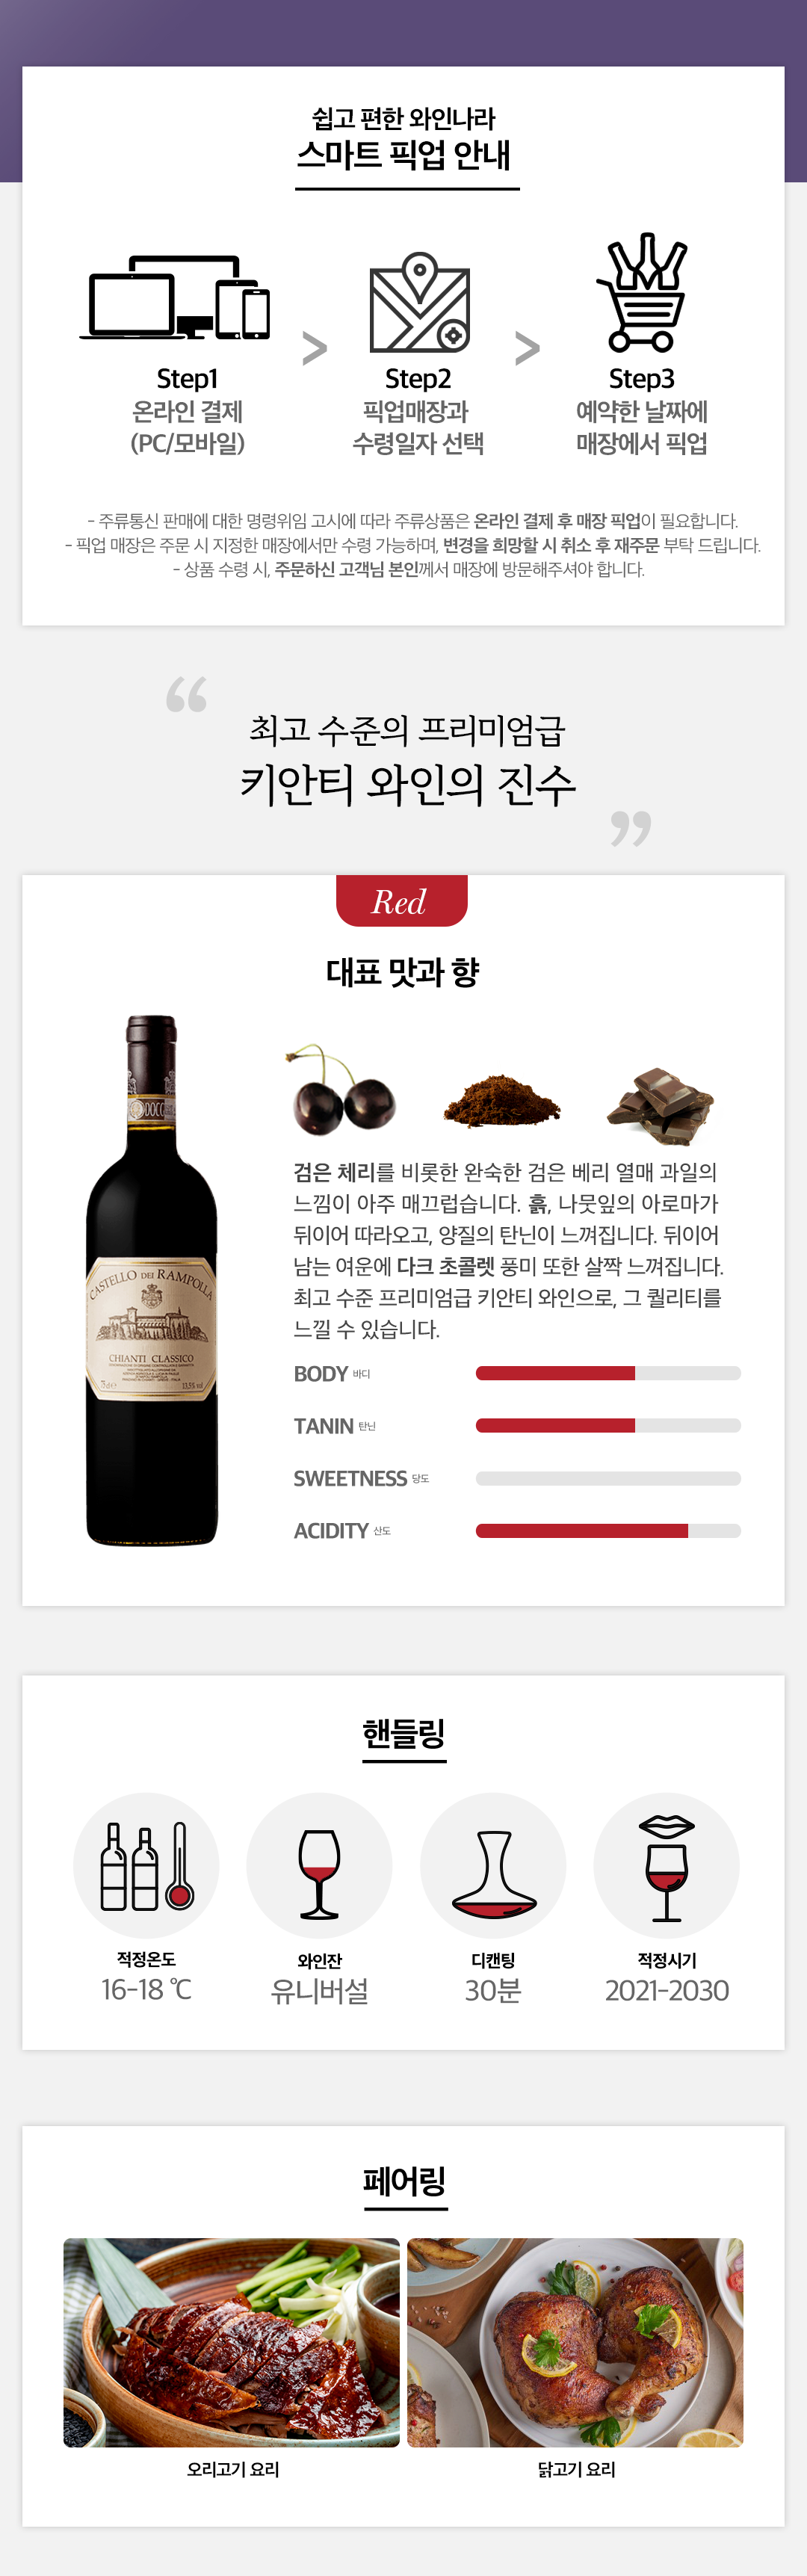 쉽고 편한 와인나라
스마트 픽업 안내
Step1
온라인 결제
(PC/모바일)
>
Step2
픽업매장과
수령일자 선택
>
Step3
예약한 날짜에
매장에서 픽업
- 주류통신 판매에 대한 명령위임 고시에 따라 주류상품은 온라인 결제 후 매장 픽업이 필요합니다.
- 픽업 매장은 주문 시 지정한 매장에서만 수령 가능하며, 변경을 희망할 시 취소 후 재주문 부탁 드립니다.
- 상품 수령 시, 주문하신 고객님 본인께서 매장에 방문해주셔야 합니다.
“
최고 수준의 프리미엄급
키안티 와인의 진수
”
Red
대표 맛과 향
DOCG
CASTELLO DEI RAMPOLLA
CHIANTI CLASSICO
75cl e 13,5% vol
검은 체리를 비롯한 완숙한 검은 베리 열매 과일의
느낌이 아주 매끄럽습니다. 흙, 나뭇잎의 아로마가
뒤이어 따라오고, 양질의 탄닌이 느껴집니다. 뒤이어
남는 여운에 다크 초콜렛 풍미 또한 살짝 느껴집니다.
최고 수준 프리미엄급 키안티 와인으로, 그 퀄리티를
느낄 수 있습니다.
BODY 바디
TANIN 탄닌
SWEETNESS 당도
ACIDITY 산도
핸들링
적정온도
16-18 ℃
와인잔
유니버설
디캔팅
30분
적정시기
2021-2030
페어링
오리고기 요리
닭고기 요리